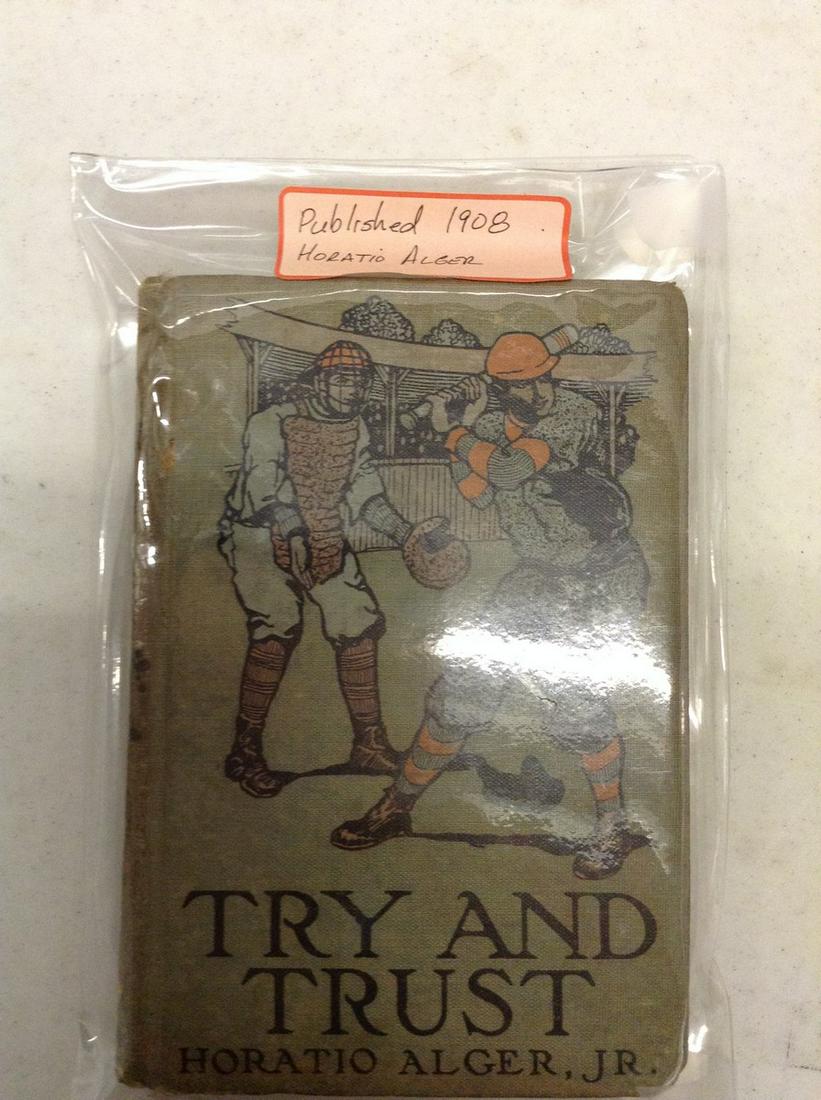 Published 1908.
HORATIO ALGER
TRY AND
TRUST
HORATIO ALGER, JR.